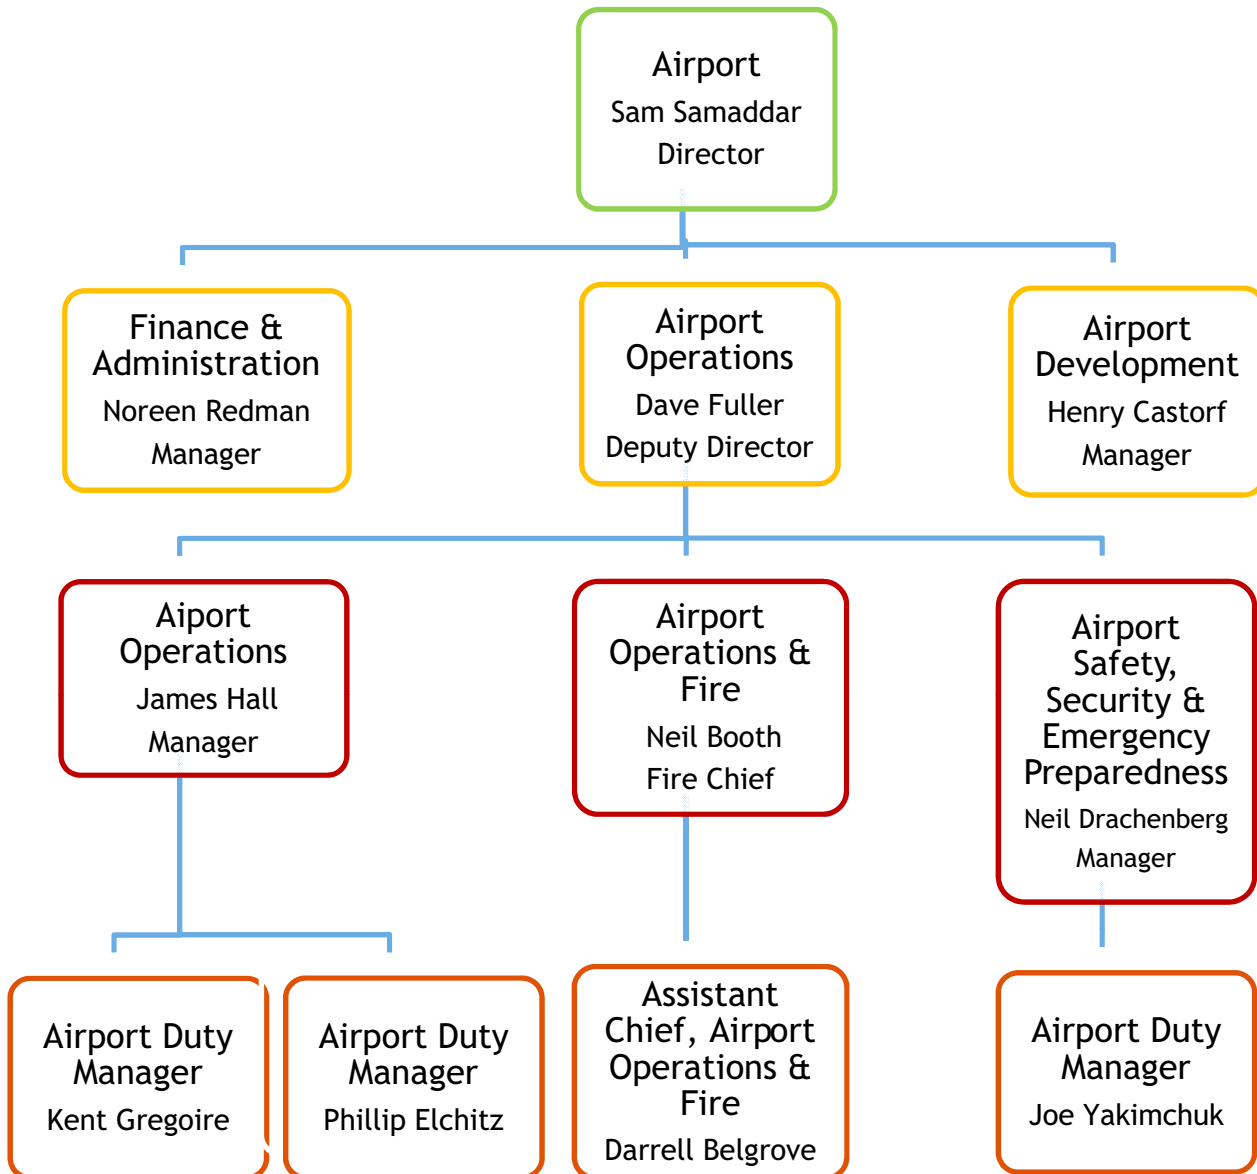 Airport
Sam Samaddar
Director
Finance &
Administration
Noreen Redman
Manager
Airport
Operations
Dave Fuller
Deputy Director
Airport
Development
Henry Castorf
Manager
Aiport
Operations
James Hall
Manager
Airport
Operations &
Fire
Neil Booth
Fire Chief
Airport
Safety,
Security &
Emergency
Preparedness
Neil Drachenberg
Manager
Airport Duty
Manager
Kent Gregoire
Airport Duty
Manager
Phillip Elchitz
Assistant
Chief, Airport
Operations &
Fire
Darrell Belgrove
Airport Duty
Manager
Joe Yakimchuk